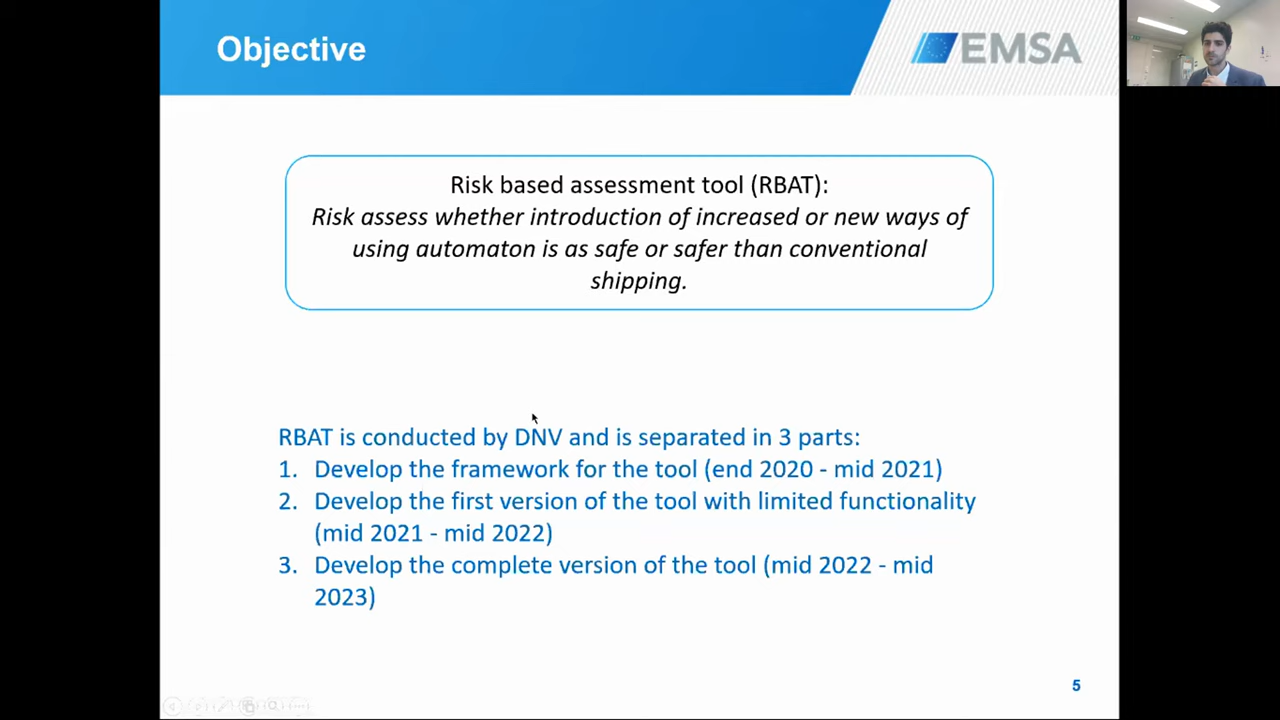 Objective
EMSA
Risk based assessment tool (RBAT):
Risk assess whether introduction of increased or new ways of
using automaton is as safe or safer than conventional
shipping.
RBAT is conducted by DNV and is separated in 3 parts:
1. Develop the framework for the tool (end 2020 - mid 2021)
2. Develop the first version of the tool with limited functionality
(mid 2021 - mid 2022)
3. Develop the complete version of the tool (mid 2022 - mid
2023)
5